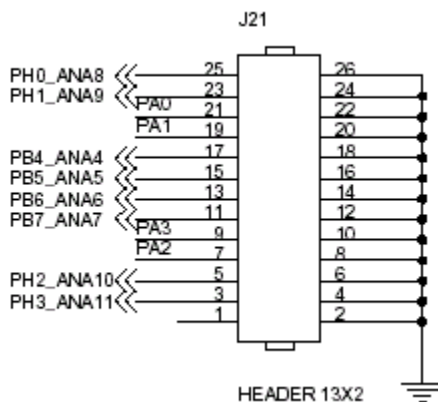 J21
PH0_ANA8 25 26
PH1_ANA9 23 24
PA0 21 22
PA1 19 20
PB4_ANA4 17 18
PB5_ANA5 15 16
PB6_ANA6 13 14
PB7_ANA7 11 12
PA3 9 10
PA2 7 8
PH2_ANA10 5 6
PH3_ANA11 3 4
1 2
HEADER 13X2